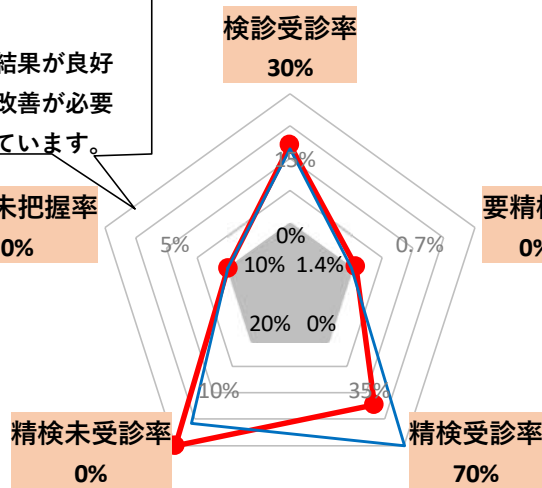 検診受診率
30%
結果が良好
改善が必要
ています。
15%
未把握率
0%
5%
0.7%
要精
0%
0%
10%
1.4%
20%
0%
10%
35%
精検未受診率
0%
精検受診率
70%